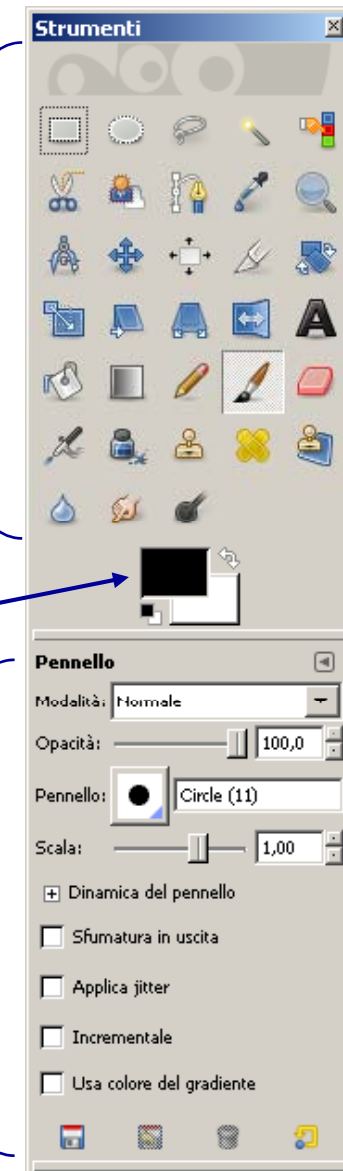 Strumenti
Pennello
Modalità: Normale
Opacità: 100,0
Pennello: Circle (11)
Scala: 1,00
Dinamica del pennello
Sfumatura in uscita
Applica jitter
Incrementale
Usa colore del gradiente